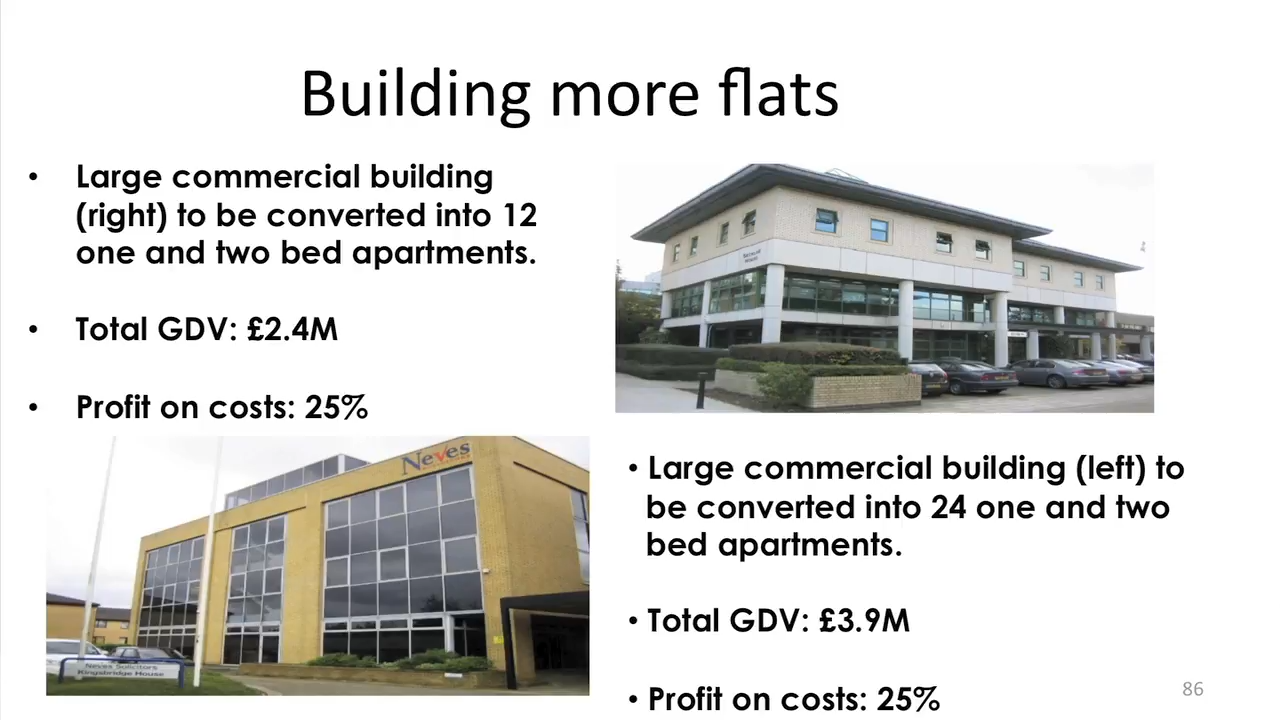 Building more flats
• Large commercial building
(right) to be converted into 12
one and two bed apartments.
• Total GDV: £2.4M
• Profit on costs: 25%
Neves
Neves Solicitors
Kingsbridge House
• Large commercial building (left) to
be converted into 24 one and two
bed apartments.
• Total GDV: £3.9M
• Profit on costs: 25%
86